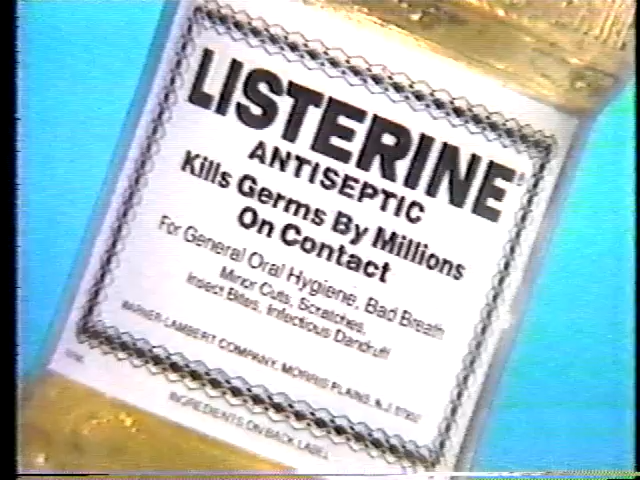 LISTERINE®
ANTISEPTIC
Kills Germs By Millions
On Contact
For General Oral Hygiene, Bad Breath
Minor Cuts, Scratches,
Insect Bites, Infectious Dandruff
WARNER-LAMBERT COMPANY, MORRIS PLAINS, N.J.
INGREDIENTS ON BACK LABEL